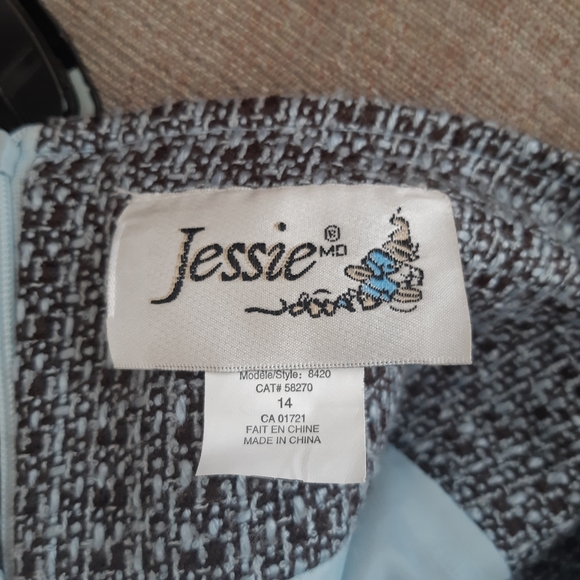 Jessie® MD
Modèle/Style: 8420
CAT# 58270
14
CA 01721
FAIT EN CHINE
MADE IN CHINA